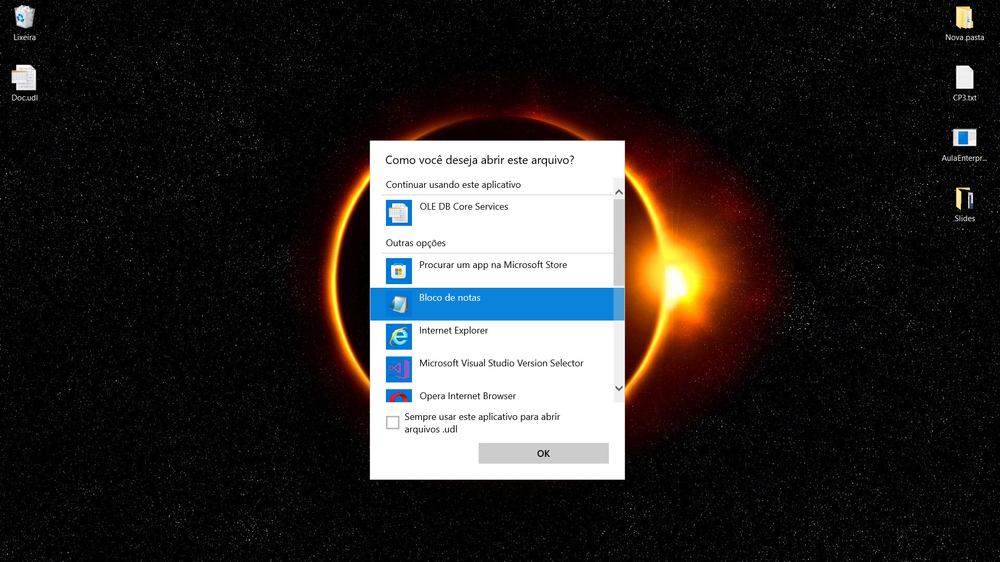 Lixeira
Doc.udl
Nova pasta
CP3.txt
AulaEnterpr...
Slides
Como você deseja abrir este arquivo?
Continuar usando este aplicativo
OLE DB Core Services
Outras opções
Procurar um app na Microsoft Store
Bloco de notas
Internet Explorer
Microsoft Visual Studio Version Selector
Opera Internet Browser
Sempre usar este aplicativo para abrir
arquivos .udl
OK